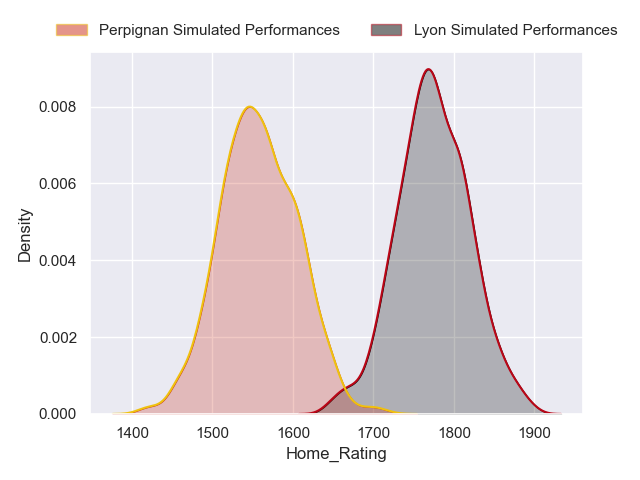 Perpignan Simulated Performances Lyon Simulated Performances
0.008
0.006
0.004
0.002
0.000
Density
1400 1500 1600 1700 1800 1900
Home_Rating